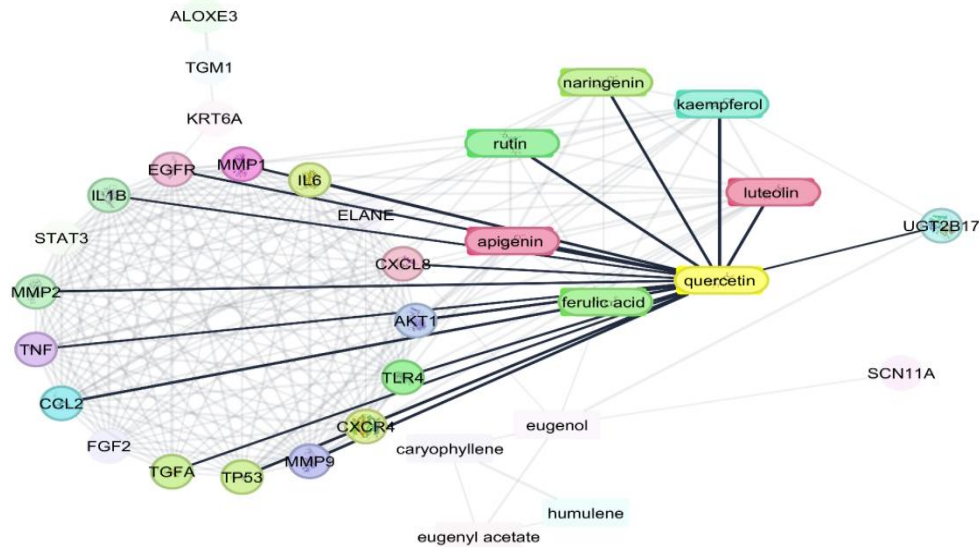 ALOXE3
TGM1
KRT6A
naringenin
kaempferol
rutin
EGFR
MMP1
IL6
IL1B
luteolin
ELANE
UGT2B17
STAT3
apigenin
CXCL8
quercetin
MMP2
ferulic acid
AKT1
TNF
TLR4
SCN11A
CCL2
CXCR4
eugenol
FGF2
caryophyllene
MMP9
TGFA
TP53
humulene
eugenyl acetate